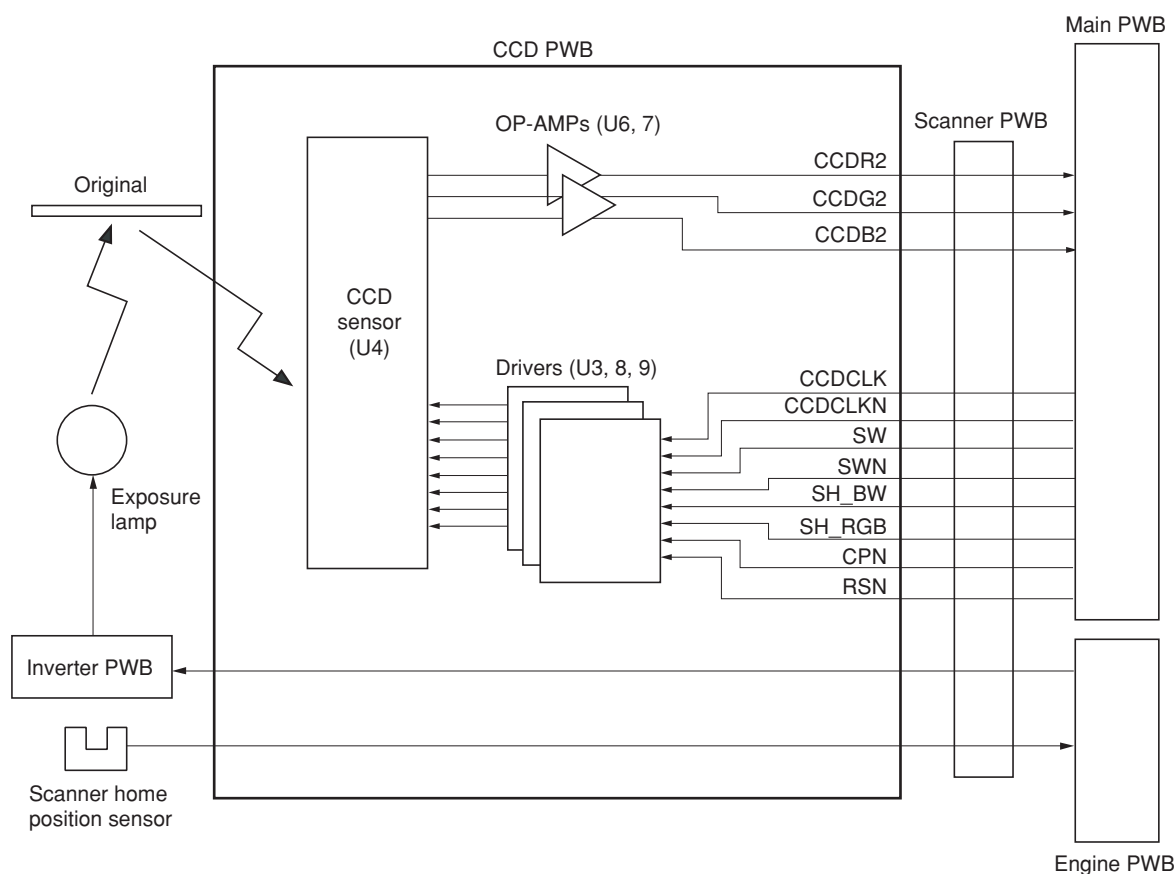 Main PWB
CCD PWB
OP-AMPs (U6, 7)
Scanner PWB
CCDR2
Original
CCDG2
CCDB2
CCD
sensor
(U4)
Drivers (U3, 8, 9)
CCDCLK
CCDCLKN
SW
SWN
SH_BW
SH_RGB
CPN
RSN
Exposure
lamp
Inverter PWB
Scanner home
position sensor
Engine PWB